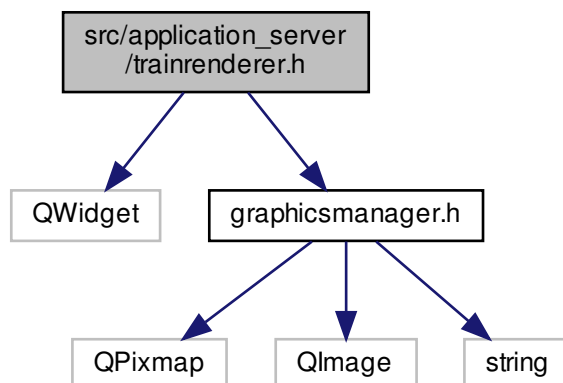 src/application_server
/trainrenderer.h
QWidget
graphicsmanager.h
QPixmap
QImage
string